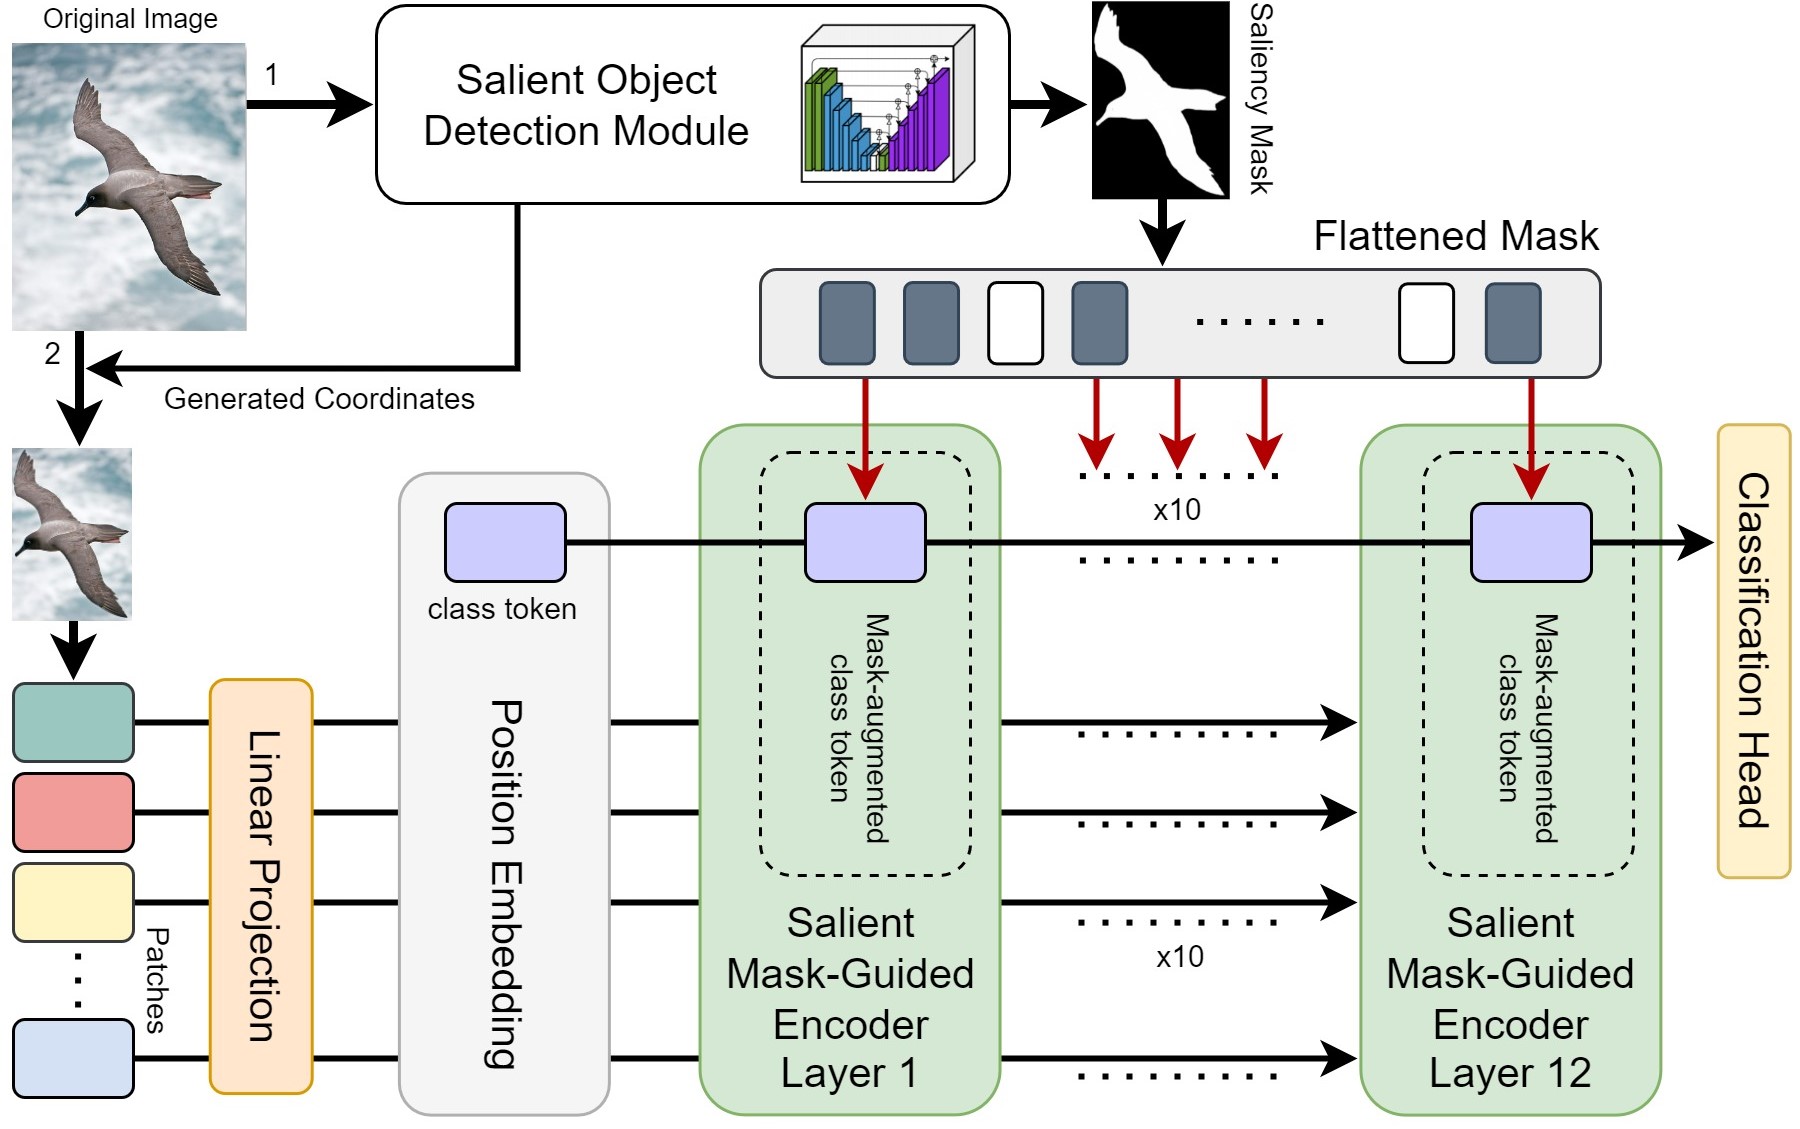 Original Image
1
Salient Object
Detection Module
Saliency Mask
Flattened Mask
2
Generated Coordinates
x10
class token
Mask-augmented
class token
Mask-augmented
class token
Classification Head
Linear Projection
Position Embedding
Patches
x10
Salient
Mask-Guided
Encoder
Layer 1
Salient
Mask-Guided
Encoder
Layer 12